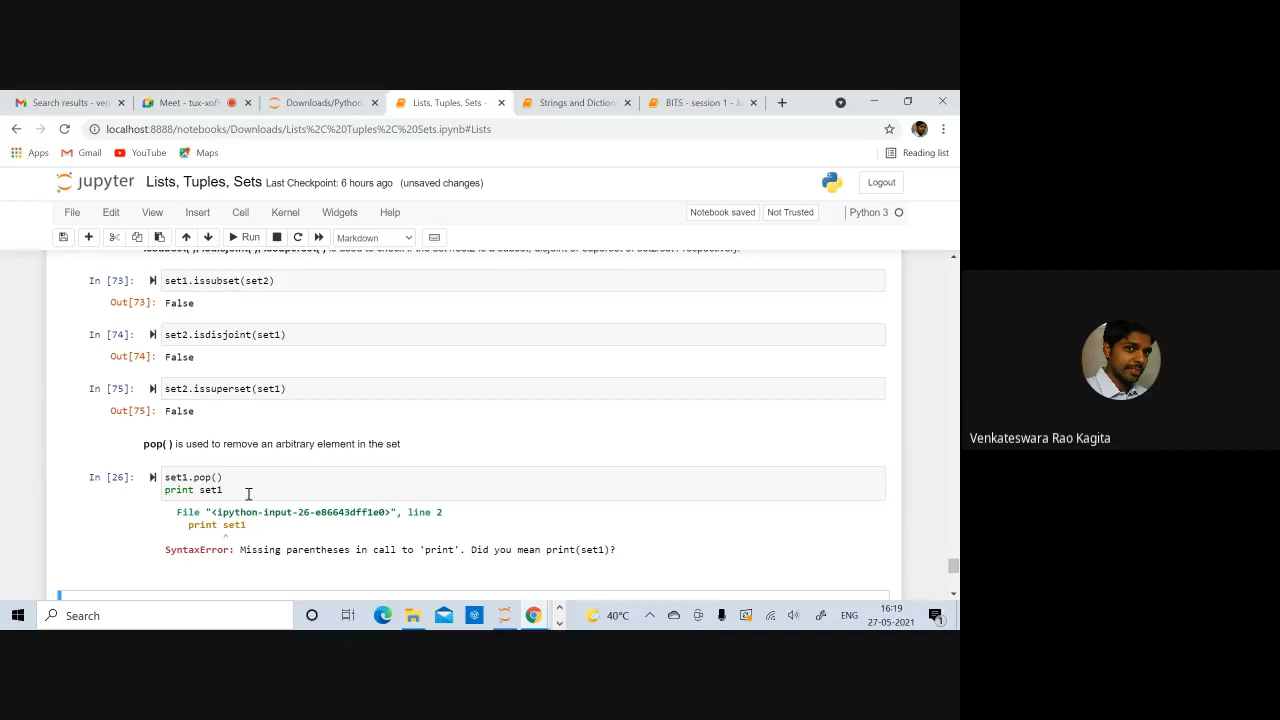 Search results - ven
Meet - tux-xofi
Downloads/Python
Lists, Tuples, Sets -
Strings and Diction
BITS - session 1 - Ju
localhost:8888/notebooks/Downloads/Lists%2C%20Tuples%2C%20Sets.ipynb#Lists
Apps Gmail YouTube Maps Reading list
jupyter Lists, Tuples, Sets Last Checkpoint: 6 hours ago (unsaved changes) Logout
File Edit View Insert Cell Kernel Widgets Help Notebook saved Not Trusted Python 3
Run Markdown
In [73]: set1.issubset(set2)
Out[73]: False
In [74]: set2.isdisjoint(set1)
Out[74]: False
In [75]: set2.issuperset(set1)
Out[75]: False
pop( ) is used to remove an arbitrary element in the set
In [26]: set1.pop()
print set1
File "<ipython-input-26-e86643dff1e0>", line 2
print set1
^
SyntaxError: Missing parentheses in call to 'print'. Did you mean print(set1)?
Venkateswara Rao Kagita
Search 40°C ENG 16:19
27-05-2021